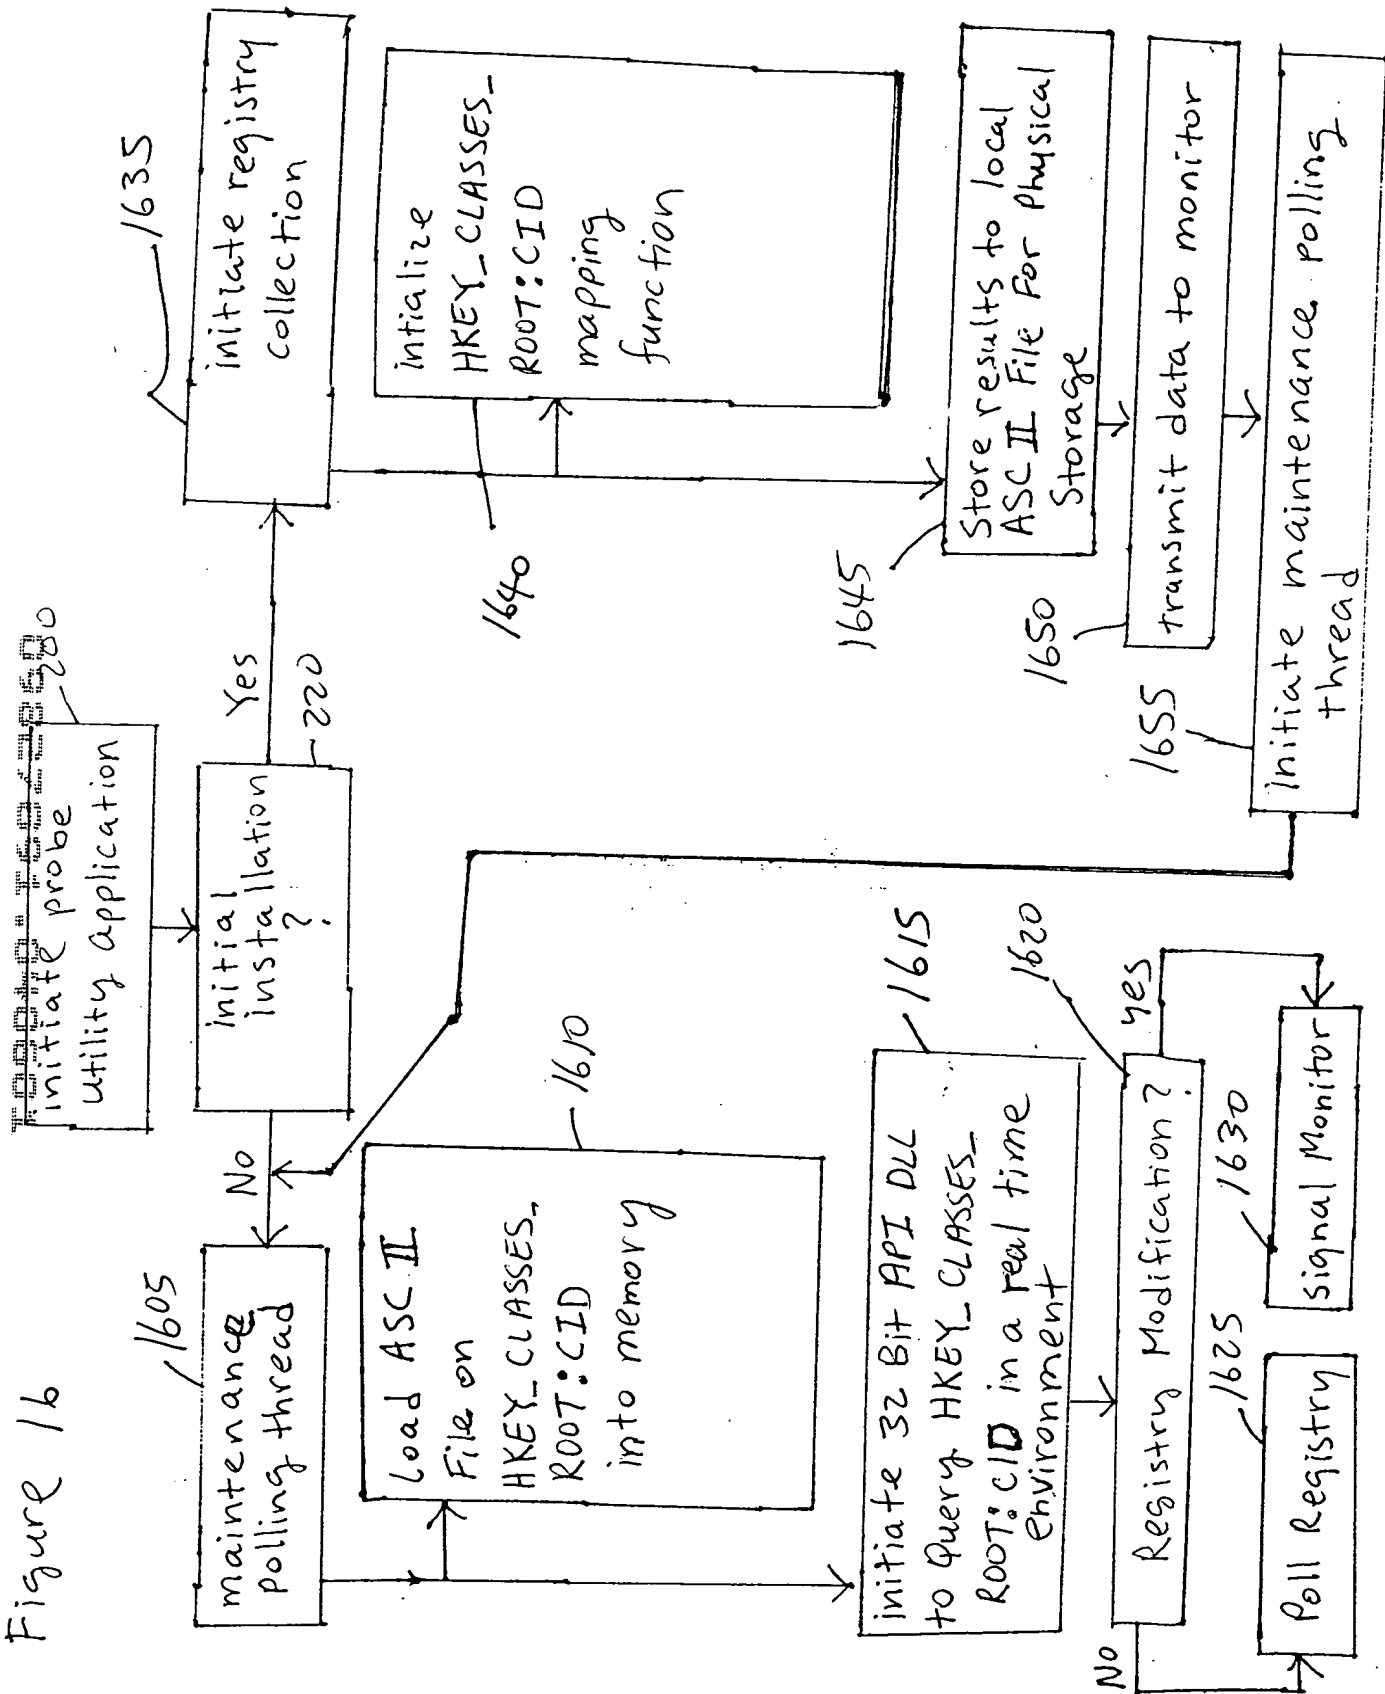 Figure 16
initiate probe
utility application
200
initial
installation
?
220
Yes
No
1635
initiate registry
collection
intialize
HKEY_CLASSES_
ROOT:CID
mapping
function
1640
1645
Store results to local
ASC II File For Physical
Storage
1650
transmit data to monitor
1655
Initiate maintenance polling
thread
1605
maintenance
polling thread
Load ASC II
File on
HKEY_CLASSES_
ROOT:CID
into memory
1610
1615
initiate 32 Bit API DLL
to Query HKEY_CLASSES_
ROOT:CID in a real time
environment
1620
Registry Modification?
yes
No
1625
Poll Registry
1630
Signal Monitor